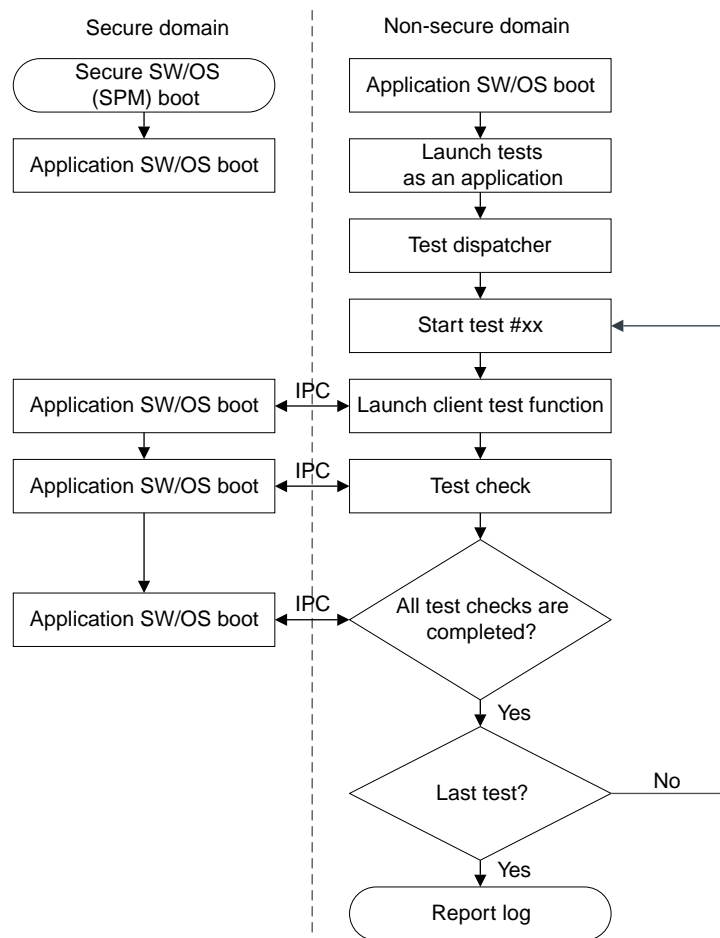 Secure domain
Non-secure domain
Secure SW/OS
(SPM) boot
Application SW/OS boot
Application SW/OS boot
Launch tests
as an application
Test dispatcher
Start test #xx
Application SW/OS boot
IPC
Launch client test function
Application SW/OS boot
IPC
Test check
Application SW/OS boot
IPC
All test checks are
completed?
Yes
Last test?
No
Yes
Report log